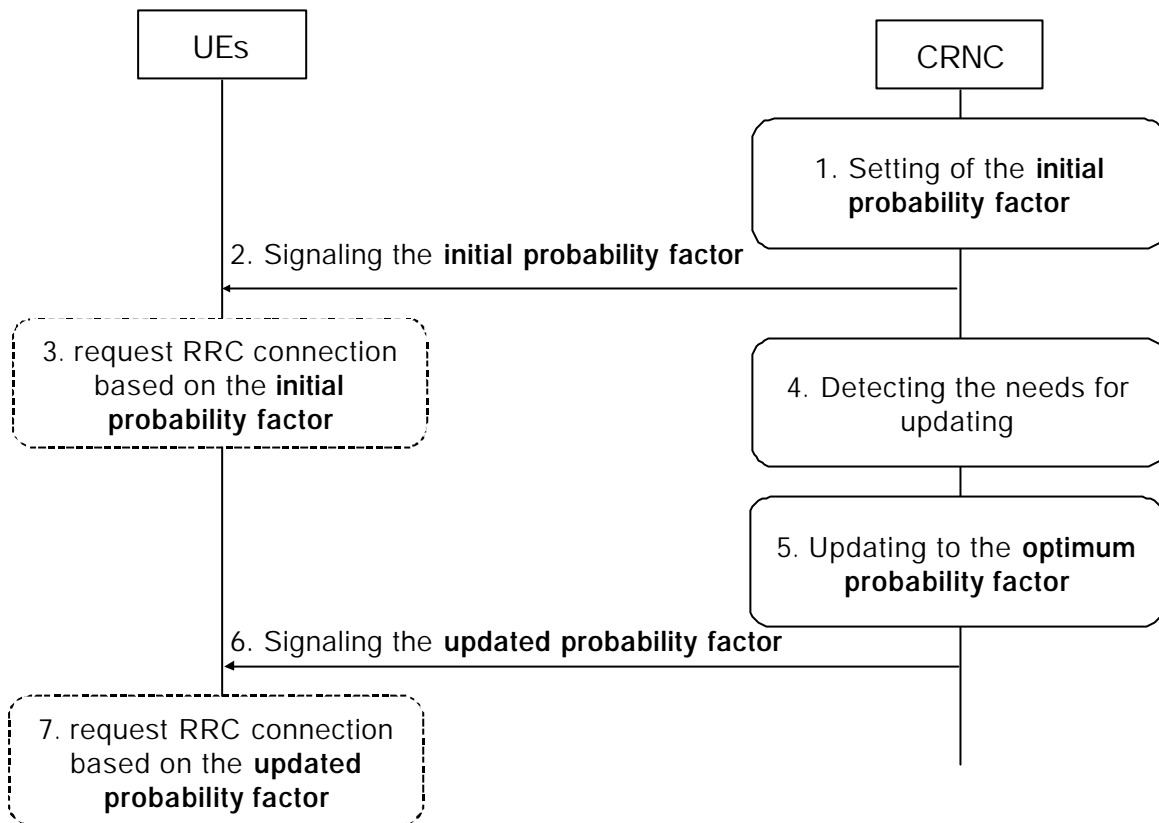 UEs
CRNC
1. Setting of the initial
probability factor
2. Signaling the initial probability factor
3. request RRC connection
based on the initial
probability factor
4. Detecting the needs for
updating
5. Updating to the optimum
probability factor
6. Signaling the updated probability factor
7. request RRC connection
based on the updated
probability factor